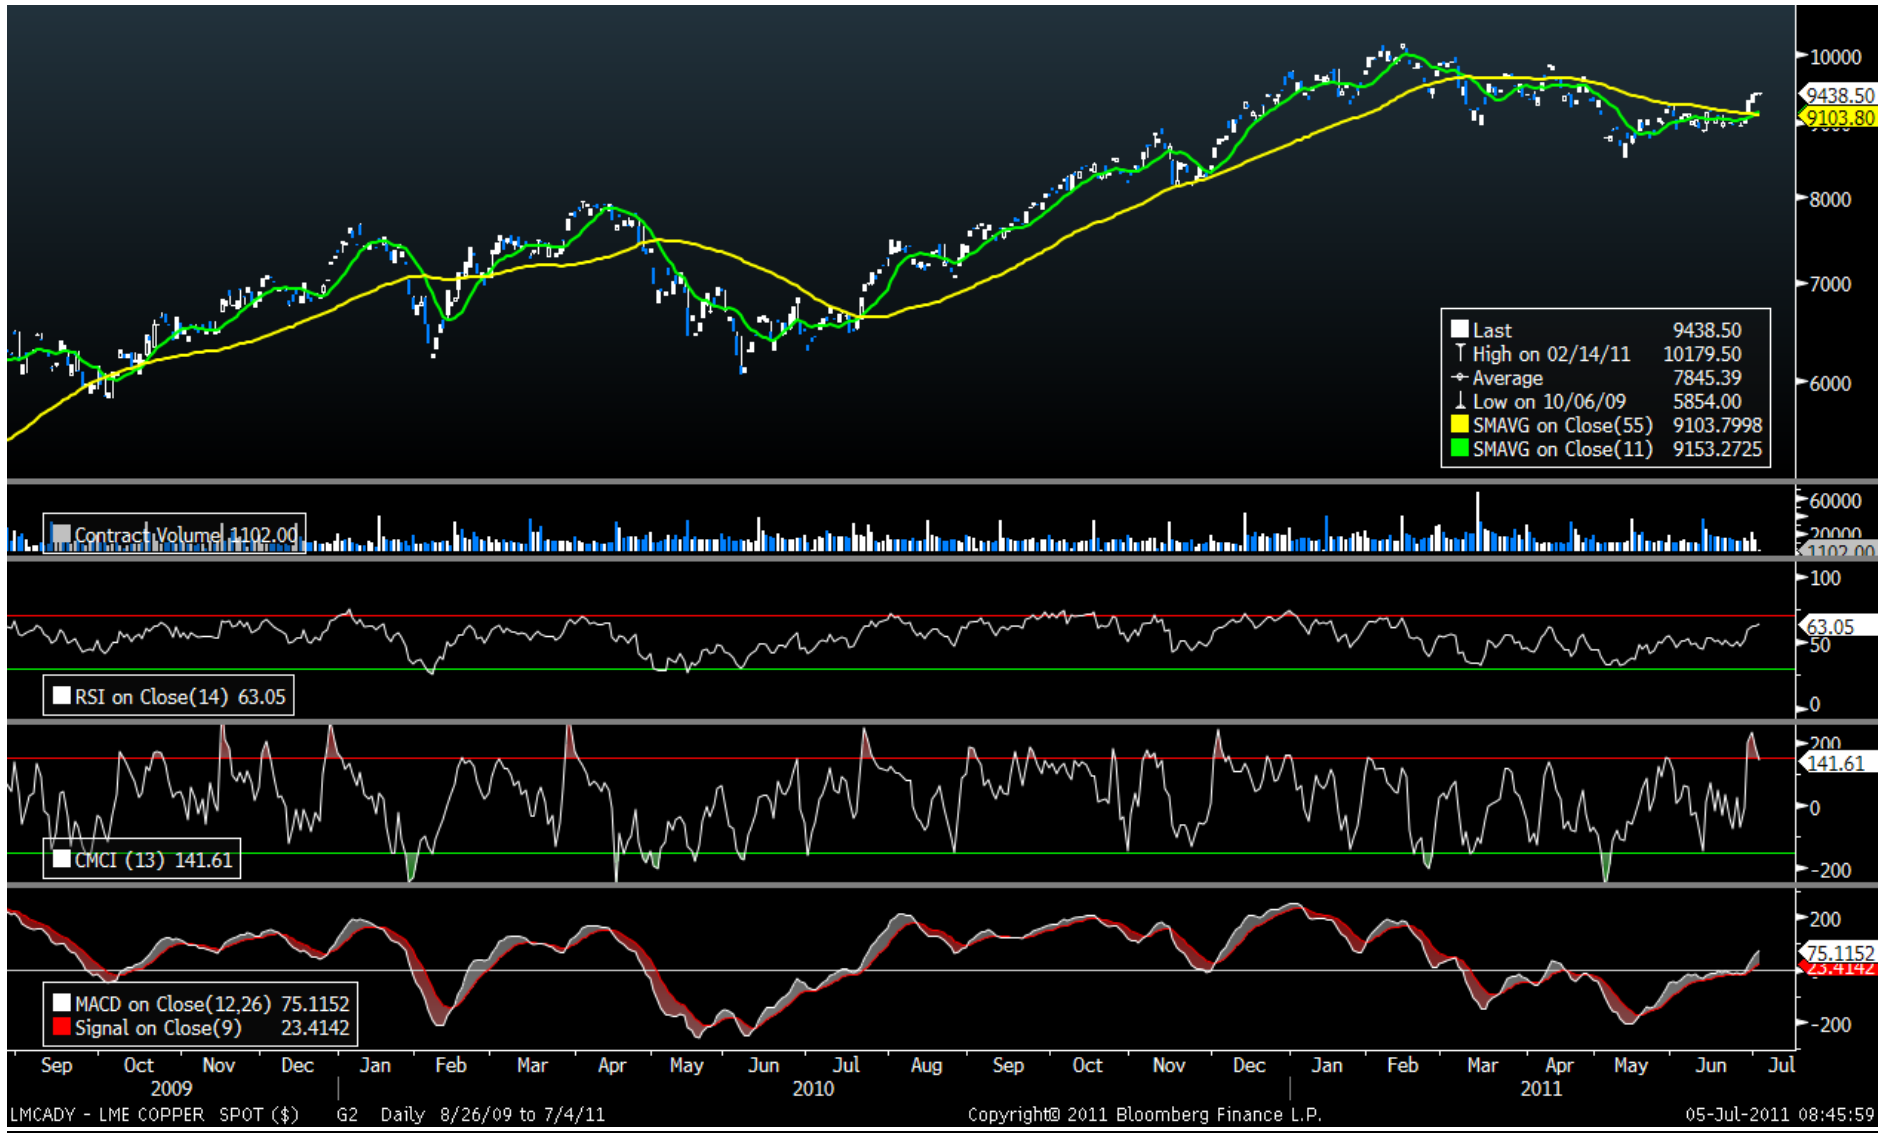 10000
9438.50
9103.80
8000
7000
6000
Last 9438.50
High on 02/14/11 10179.50
Average 7845.39
Low on 10/06/09 5854.00
SMAVG on Close(55) 9103.7998
SMAVG on Close(11) 9153.2725
60000
20000
1102.00
Contract Volume 1102.00
100
63.05
50
0
RSI on Close(14) 63.05
200
141.61
0
-200
CMCI (13) 141.61
200
75.1152
23.4142
-200
MACD on Close(12,26) 75.1152
Signal on Close(9) 23.4142
Sep Oct Nov Dec Jan Feb Mar Apr May Jun Jul Aug Sep Oct Nov Dec Jan Feb Mar Apr May Jun Jul
2009 2010 2011
LMCADY - LME COPPER SPOT ($) G2 Daily 8/26/09 to 7/4/11 Copyright© 2011 Bloomberg Finance L.P. 05-Jul-2011 08:45:59